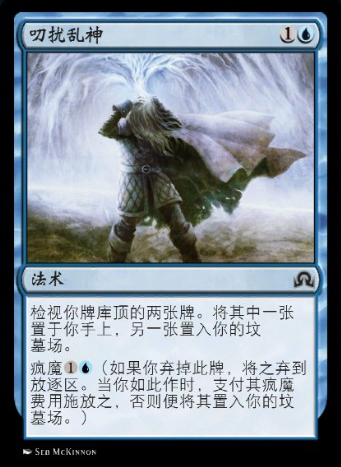 叨扰乱神 1
法术
检视你牌库顶的两张牌。将其中一张
置于你手上，另一张置入你的坟
墓场。
疯魔1（如果你弃掉此牌，将之弃到
放逐区。当你如此作时，支付其疯魔
费用施放之，否则便将其置入你的坟
墓场。）
SEB MCKINNON